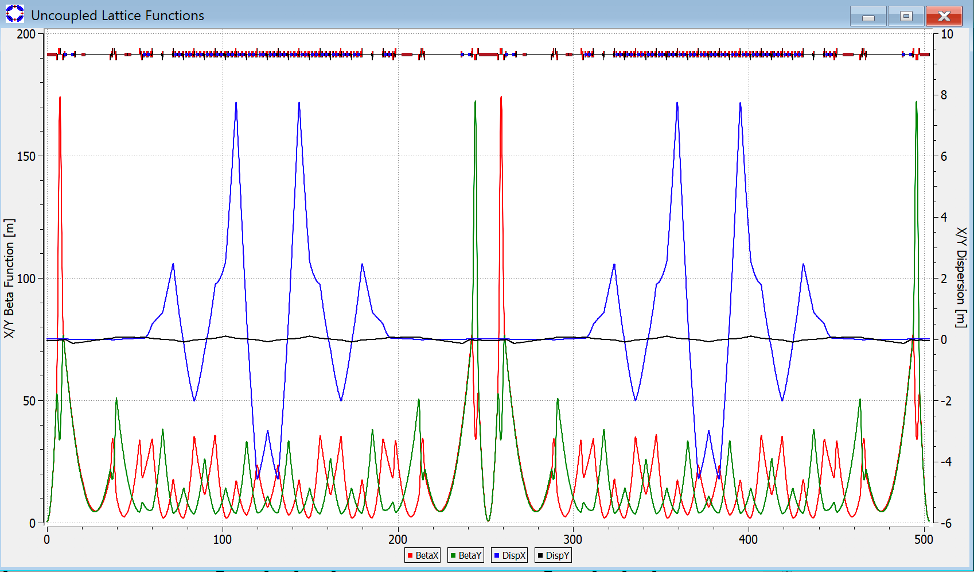 Uncoupled Lattice Functions
200
150
100
50
0
X/Y Beta Function [m]
10
8
6
4
2
0
-2
-4
-6
X/Y Dispersion [m]
0 100 200 300 400 500
BetaX BetaY DispX DispY